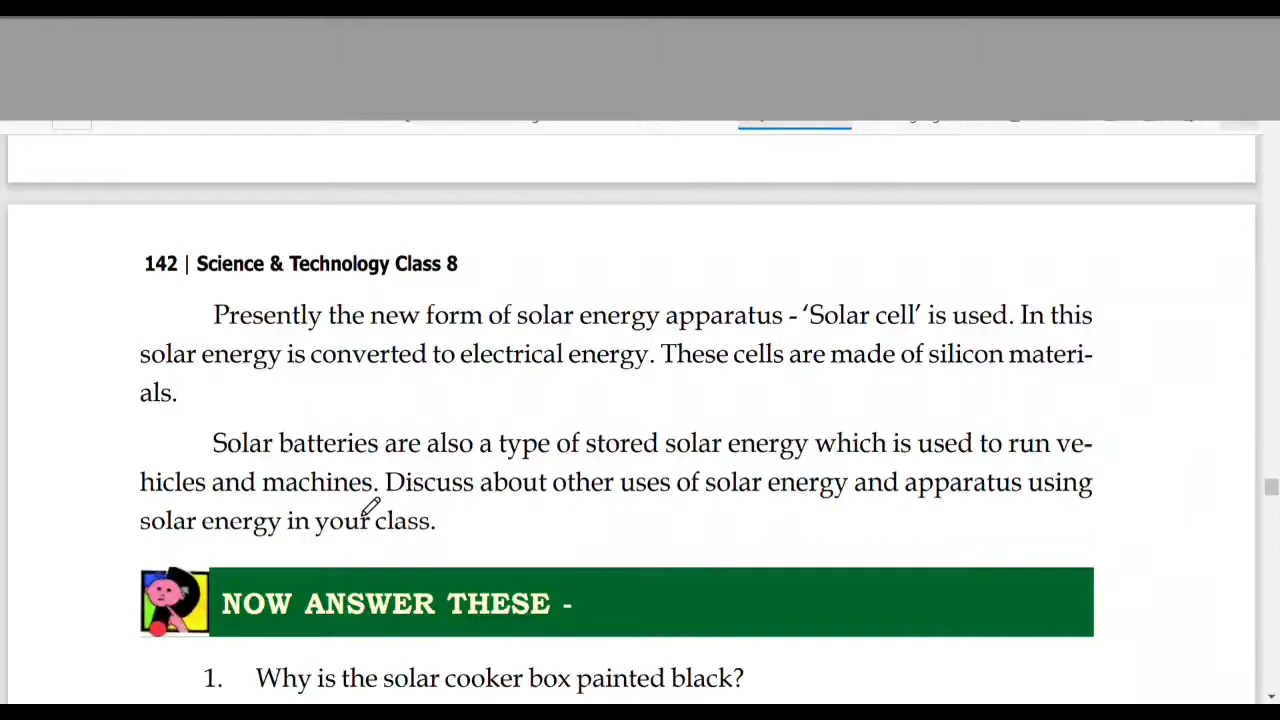 142 | Science & Technology Class 8
Presently the new form of solar energy apparatus - ‘Solar cell’ is used. In this
solar energy is converted to electrical energy. These cells are made of silicon materi-
als.
Solar batteries are also a type of stored solar energy which is used to run ve-
hicles and machines. Discuss about other uses of solar energy and apparatus using
solar energy in your class.
NOW ANSWER THESE -
1. Why is the solar cooker box painted black?